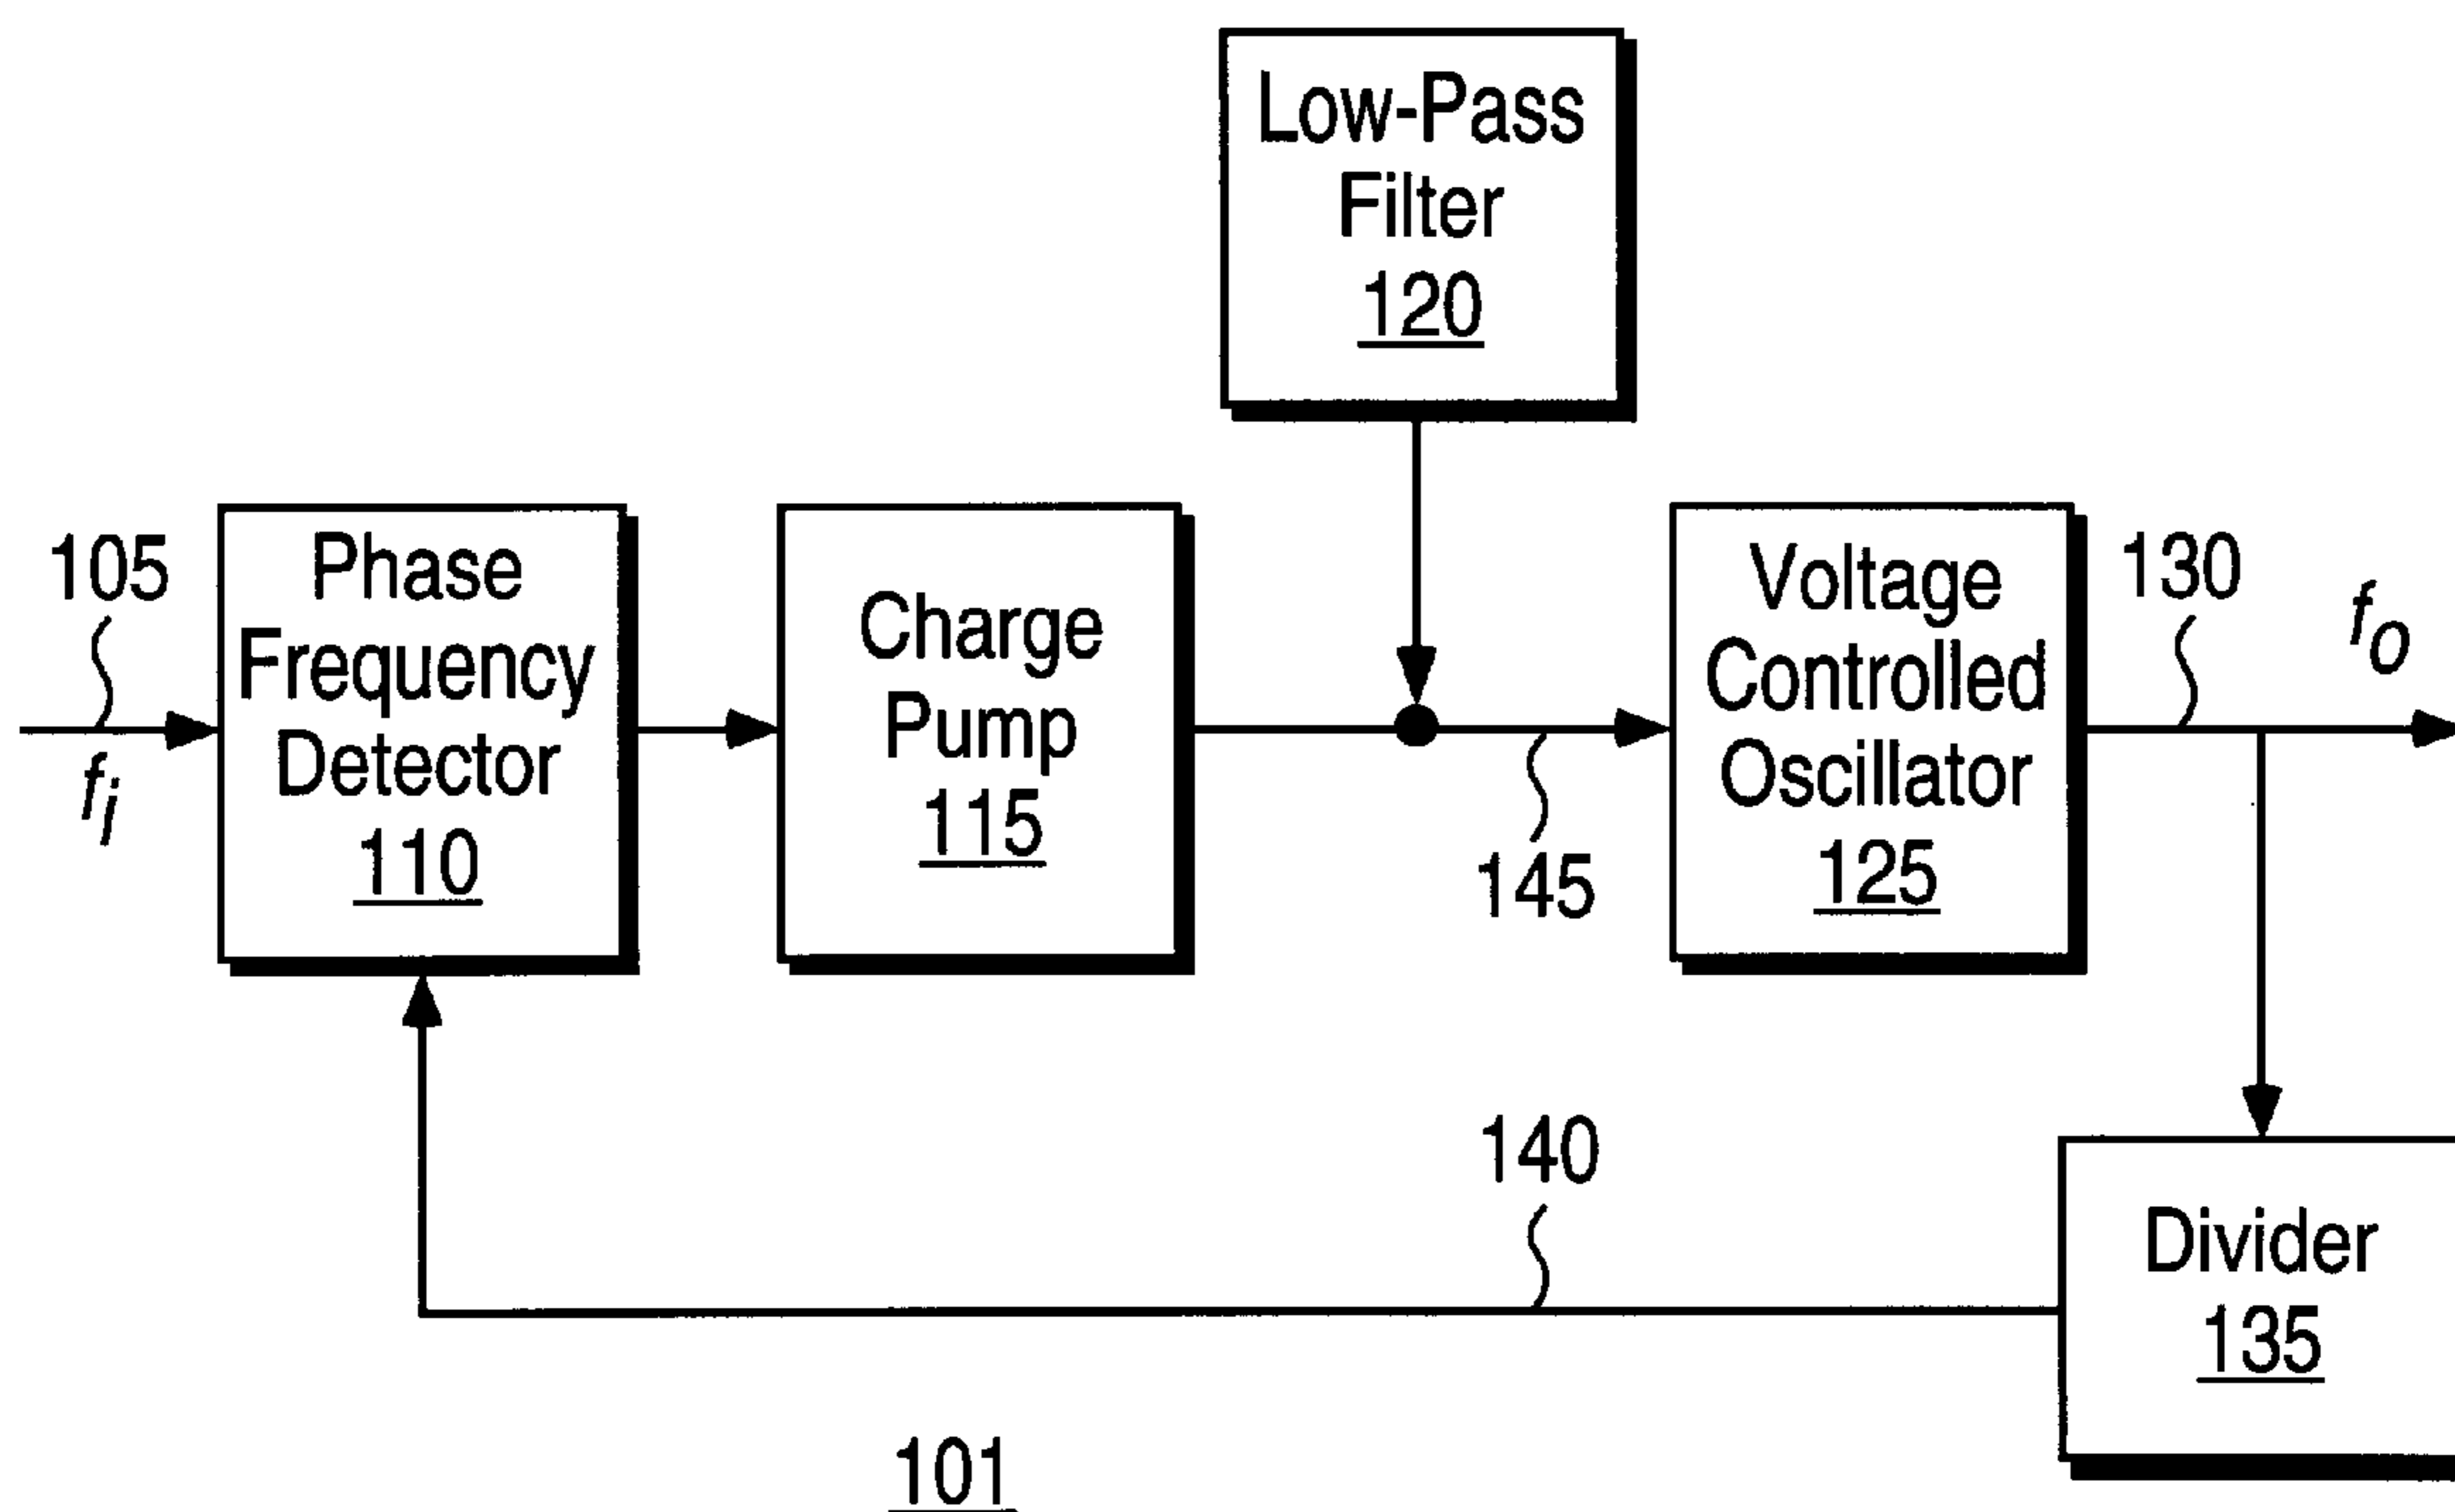 Low-Pass
Filter
120
105
fi
Phase
Frequency
Detector
110
Charge
Pump
115
145
Voltage
Controlled
Oscillator
125
130
fo
140
Divider
135
101